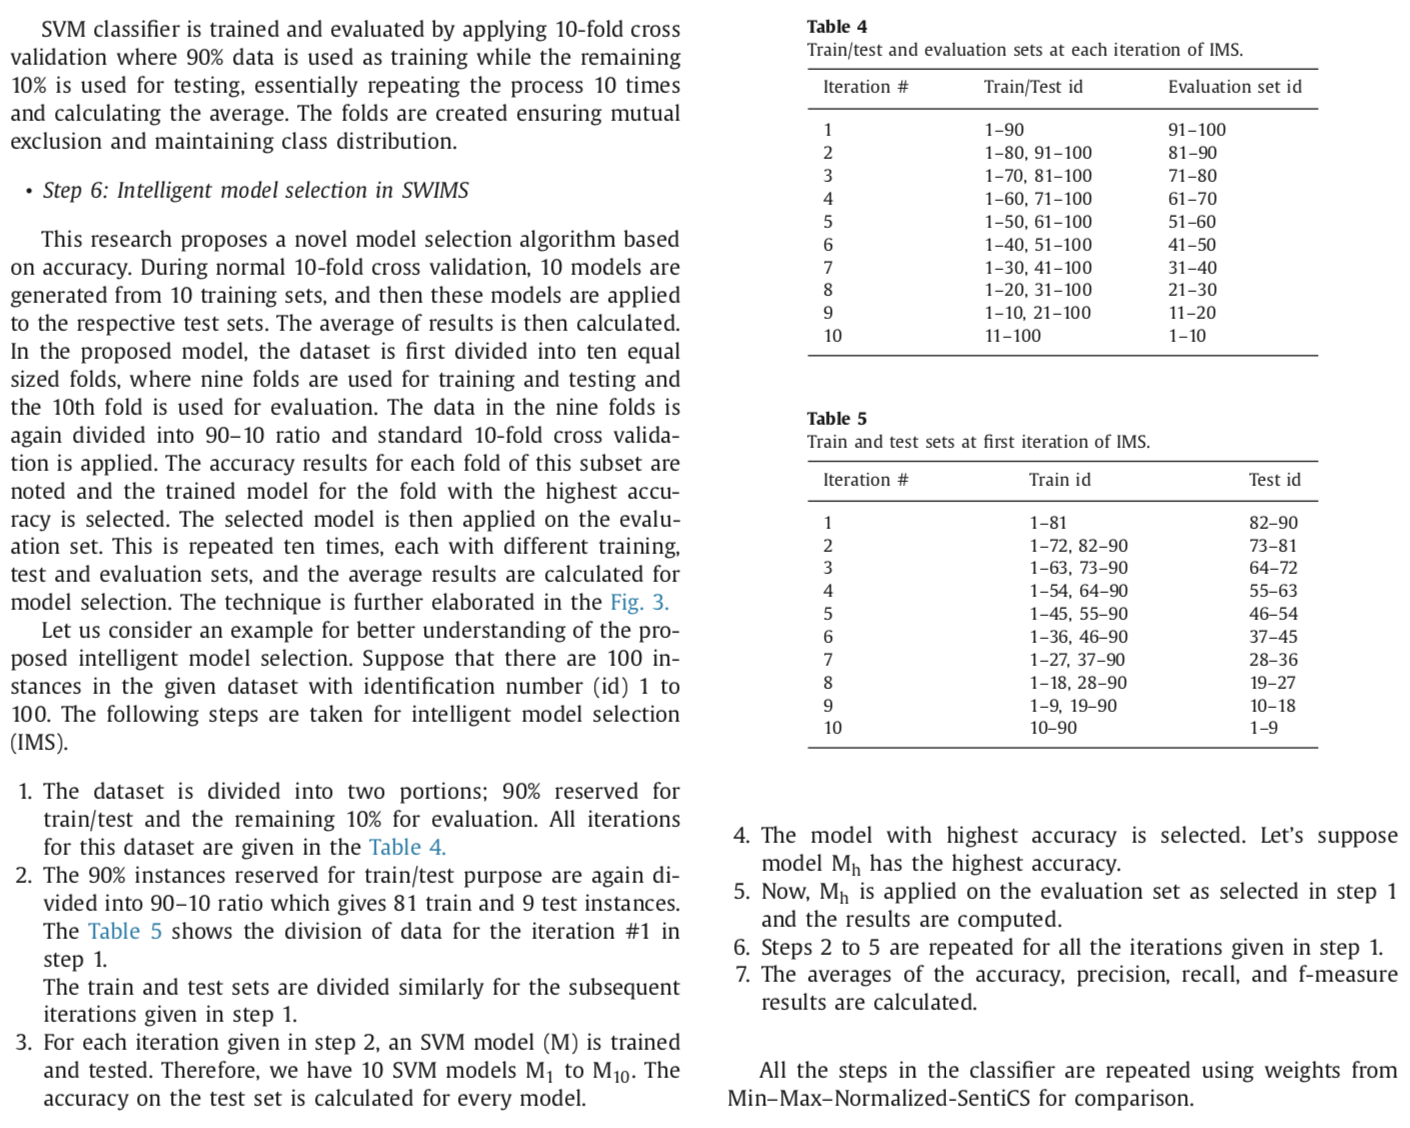 SVM classifier is trained and evaluated by applying 10-fold cross
validation where 90% data is used as training while the remaining
10% is used for testing, essentially repeating the process 10 times
and calculating the average. The folds are created ensuring mutual
exclusion and maintaining class distribution.
• Step 6: Intelligent model selection in SWIMS
This research proposes a novel model selection algorithm based
on accuracy. During normal 10-fold cross validation, 10 models are
generated from 10 training sets, and then these models are applied
to the respective test sets. The average of results is then calculated.
In the proposed model, the dataset is first divided into ten equal
sized folds, where nine folds are used for training and testing and
the 10th fold is used for evaluation. The data in the nine folds is
again divided into 90–10 ratio and standard 10-fold cross valida-
tion is applied. The accuracy results for each fold of this subset are
noted and the trained model for the fold with the highest accu-
racy is selected. The selected model is then applied on the evalu-
ation set. This is repeated ten times, each with different training,
test and evaluation sets, and the average results are calculated for
model selection. The technique is further elaborated in the Fig. 3.
Let us consider an example for better understanding of the pro-
posed intelligent model selection. Suppose that there are 100 in-
stances in the given dataset with identification number (id) 1 to
100. The following steps are taken for intelligent model selection
(IMS).
1. The dataset is divided into two portions; 90% reserved for
train/test and the remaining 10% for evaluation. All iterations
for this dataset are given in the Table 4.
2. The 90% instances reserved for train/test purpose are again di-
vided into 90–10 ratio which gives 81 train and 9 test instances.
The Table 5 shows the division of data for the iteration #1 in
step 1.
The train and test sets are divided similarly for the subsequent
iterations given in step 1.
3. For each iteration given in step 2, an SVM model (M) is trained
and tested. Therefore, we have 10 SVM models M1 to M10. The
accuracy on the test set is calculated for every model.
Table 4
Train/test and evaluation sets at each iteration of IMS.
Iteration # Train/Test id Evaluation set id
1 1–90 91–100
2 1–80, 91–100 81–90
3 1–70, 81–100 71–80
4 1–60, 71–100 61–70
5 1–50, 61–100 51–60
6 1–40, 51–100 41–50
7 1–30, 41–100 31–40
8 1–20, 31–100 21–30
9 1–10, 21–100 11–20
10 11–100 1–10
Table 5
Train and test sets at first iteration of IMS.
Iteration # Train id Test id
1 1–81 82–90
2 1–72, 82–90 73–81
3 1–63, 73–90 64–72
4 1–54, 64–90 55–63
5 1–45, 55–90 46–54
6 1–36, 46–90 37–45
7 1–27, 37–90 28–36
8 1–18, 28–90 19–27
9 1–9, 19–90 10–18
10 10–90 1–9
4. The model with highest accuracy is selected. Let's suppose
model Mh has the highest accuracy.
5. Now, Mh is applied on the evaluation set as selected in step 1
and the results are computed.
6. Steps 2 to 5 are repeated for all the iterations given in step 1.
7. The averages of the accuracy, precision, recall, and f-measure
results are calculated.
All the steps in the classifier are repeated using weights from
Min–Max–Normalized-SentiCS for comparison.